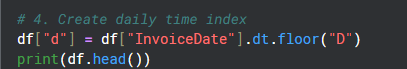 # 4. Create daily time index
df["d"] = df["InvoiceDate"].dt.floor("D")
print(df.head())